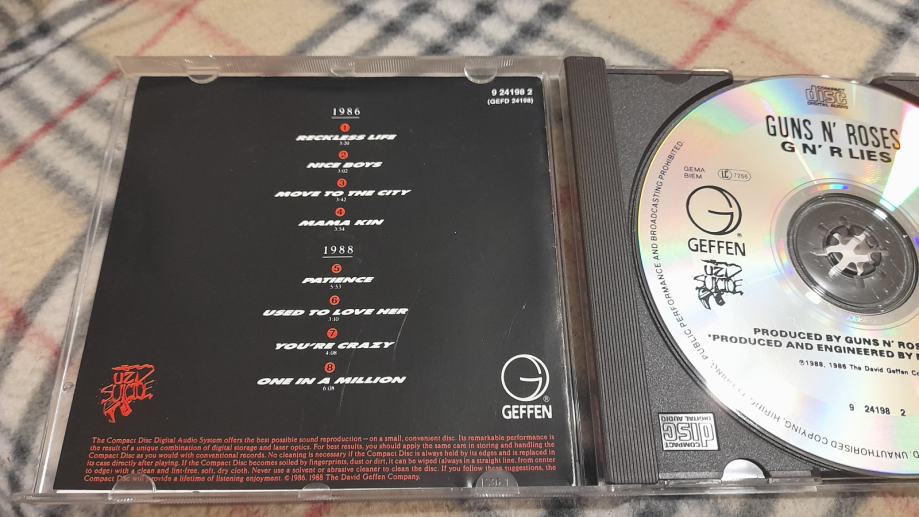 9 24198 2
(GEFD 24198)
1986
1
RECKLESS LIFE
3:20
2
NICE BOYS
3:02
3
MOVE TO THE CITY
3:42
4
MAMA KIN
3:54
1988
5
PATIENCE
5:53
6
USED TO LOVE HER
3:10
7
YOU'RE CRAZY
4:08
8
ONE IN A MILLION
6:08
UZI
SUICIDE
GEFFEN
The Compact Disc Digital Audio System offers the best possible sound reproduction—on a small, convenient disc. Its remarkable performance is
the result of a unique combination of digital storage and laser optics. For best results, you should apply the same care in storing and handling the
Compact Disc as you would with conventional records. No cleaning is necessary if the Compact Disc is always held by its edges and is replaced in
its case directly after playing. If the Compact Disc becomes soiled by fingerprints, dust or dirt, it can be wiped (always in a straight line, from center
to edge) with a clean and lint-free, soft, dry cloth. Never use a solvent or abrasive cleaner to clean the disc. If you follow these suggestions, the
Compact Disc will provide a lifetime of listening enjoyment. © 1986, 1988 The David Geffen Company.
COMPACT
disc
DIGITAL AUDIO
COMPACT
disc
DIGITAL AUDIO
GUNS N' ROSES
G N' R LIES
GEMA
BIEM
LC 7266
GEFFEN
UZI
SUICIDE
PRODUCED BY GUNS N' ROS
*PRODUCED AND ENGINEERED BY
℗1988, 1986 The David Geffen Co
9 24198 2
UNAUTHORISED COPYING, HIRING, PUBLIC PERFORMANCE AND BROADCASTING PROHIBITED.